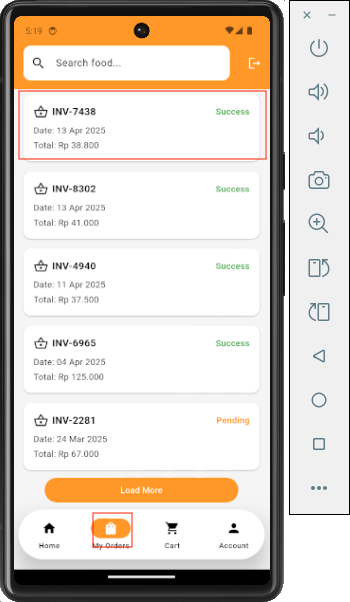 5:19
Search food...
INV-7438 Success
Date: 13 Apr 2025
Total: Rp 38.800
INV-8302 Success
Date: 13 Apr 2025
Total: Rp 41.000
INV-4940 Success
Date: 11 Apr 2025
Total: Rp 37.500
INV-6965 Success
Date: 04 Apr 2025
Total: Rp 125.000
INV-2281 Pending
Date: 24 Mar 2025
Total: Rp 67.000
Load More
Home My Orders Cart Account